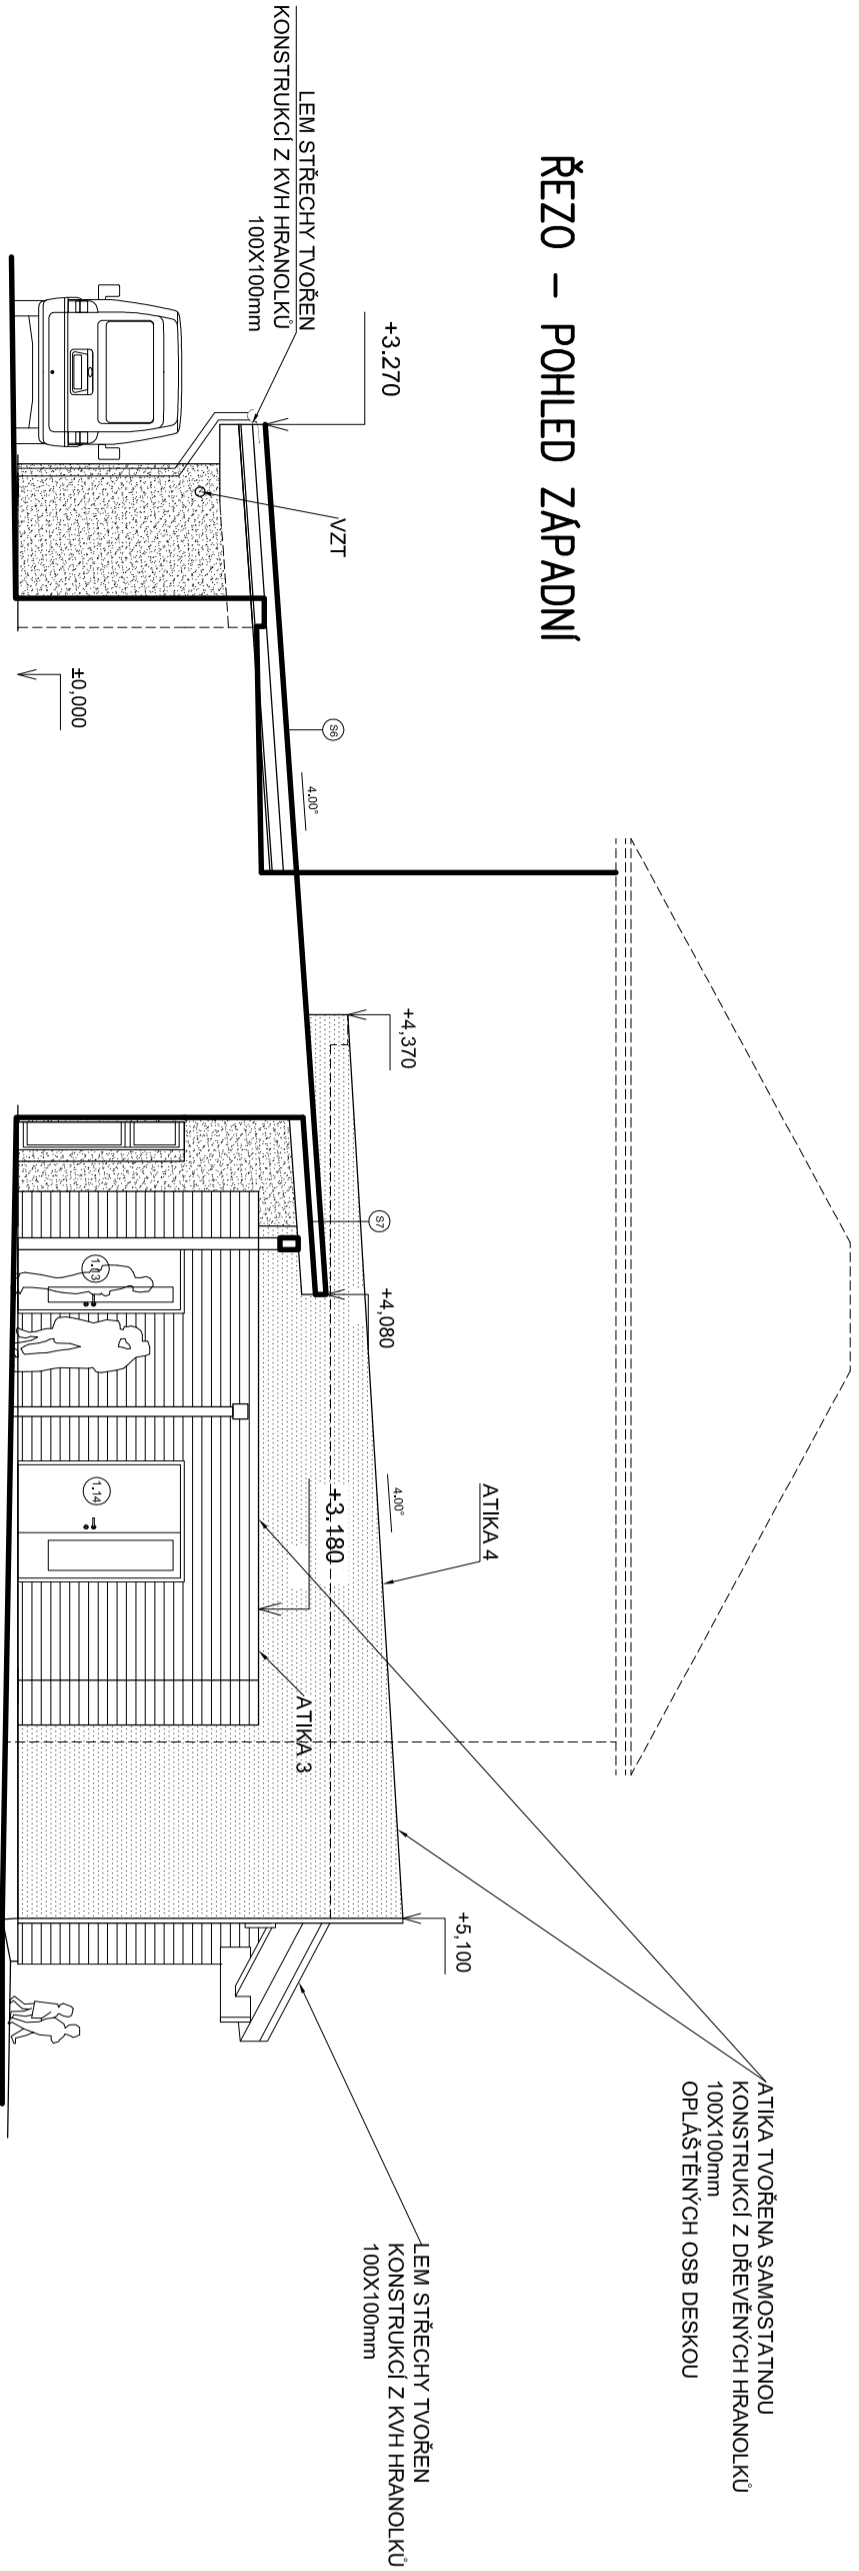 ŘEZO – POHLED ZÁPADNÍ
LEM STŘECHY TVOŘEN
KONSTRUKCÍ Z KVH HRANOLKŮ
100X100mm
+3.270
VZT
±0,000
S6
4.00°
+4,370
S7
+4,080
1.13
1.14
4.00°
ATIKA 4
+3.180
ATIKA 3
+5,100
ATIKA TVOŘENA SAMOSTATNOU
KONSTRUKCÍ Z DŘEVĚNÝCH HRANOLKŮ
100X100mm
OPLÁŠTĚNÝCH OSB DESKOU
LEM STŘECHY TVOŘEN
KONSTRUKCÍ Z KVH HRANOLKŮ
100X100mm